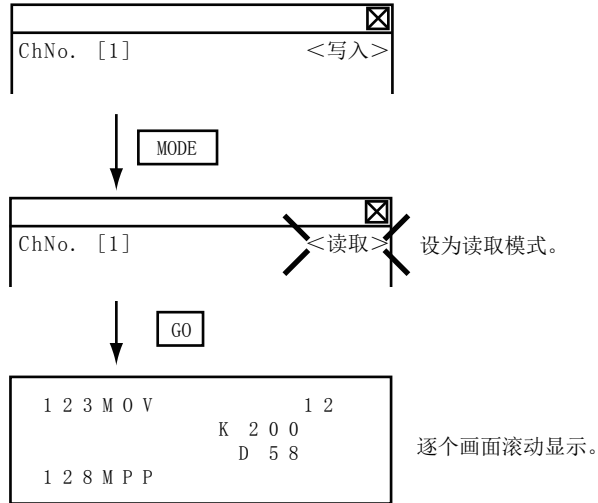 ChNo. [1] <写入>
MODE
ChNo. [1] <读取>
设为读取模式。
GO
123MOV 12
K 200
D 58
128MPP
逐个画面滚动显示。